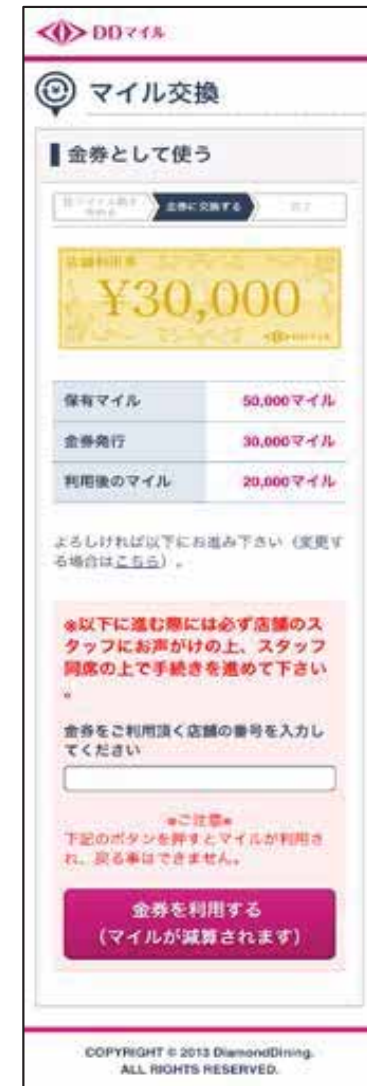 DDマイル
マイル交換
金券として使う
金券に交換する
完了
店舗利用券
¥30,000
保有マイル 50,000マイル
金券発行 30,000マイル
利用後のマイル 20,000マイル
よろしければ以下にお進み下さい（変更す
る場合はこちら）。
※以下に進む際には必ず店舗のス
タッフにお声がけの上、スタッフ
同席の上で手続きを進めて下さい
。
金券をご利用頂く店舗の番号を入力し
てください
※ご注意※
下記のボタンを押すとマイルが利用さ
れ、戻る事はできません。
金券を利用する
（マイルが減算されます）
COPYRIGHT © 2013 DiamondDining.
ALL RIGHTS RESERVED.